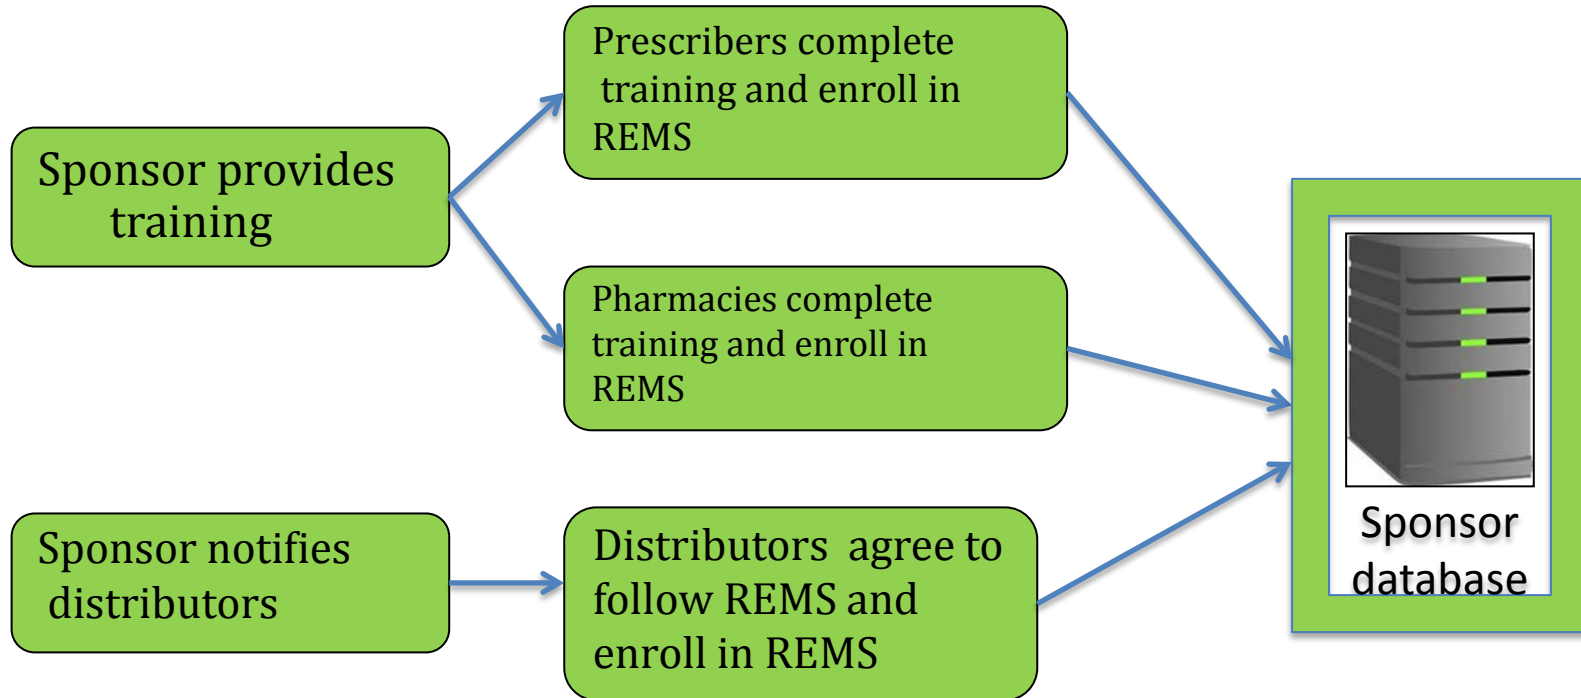 Prescribers complete
training and enroll in
REMS
Sponsor provides
training
Pharmacies complete
training and enroll in
REMS
Sponsor notifies
distributors
Distributors agree to
follow REMS and
enroll in REMS
Sponsor
database